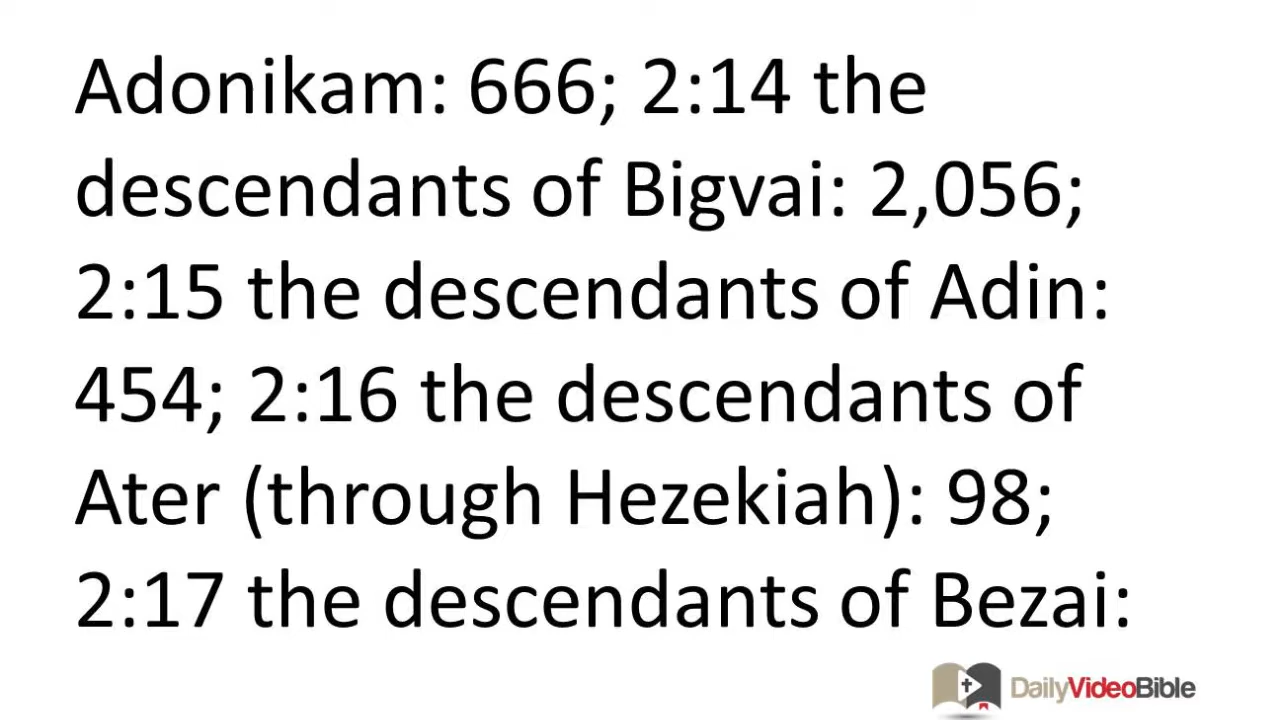 Adonikam: 666; 2:14 the
descendants of Bigvai: 2,056;
2:15 the descendants of Adin:
454; 2:16 the descendants of
Ater (through Hezekiah): 98;
2:17 the descendants of Bezai:
DailyVideoBible